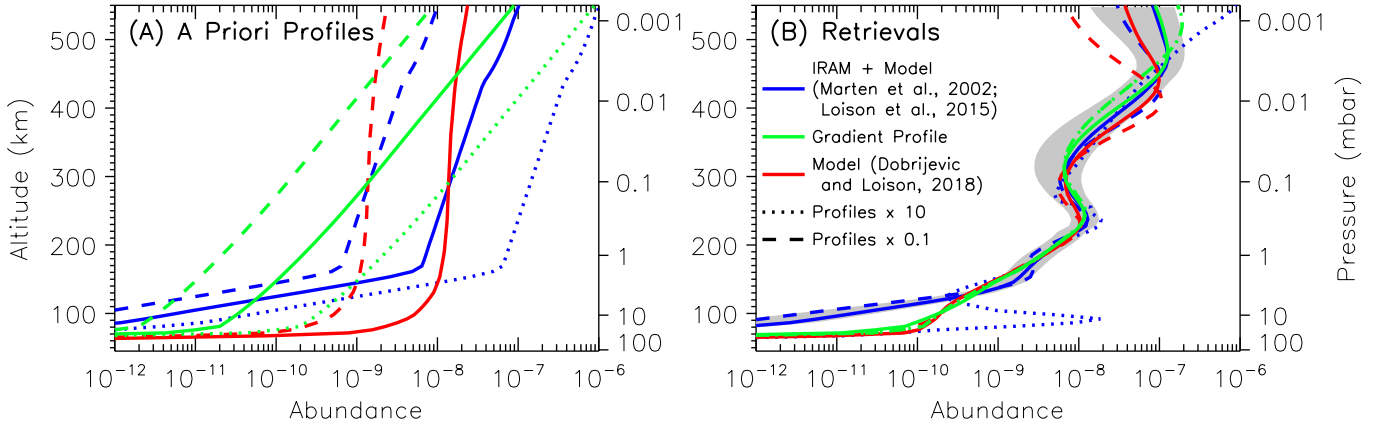 (A) A Priori Profiles
500
400
300
200
100
Altitude (km)
0.001
0.01
0.1
1
10
100
10⁻¹² 10⁻¹¹ 10⁻¹⁰ 10⁻⁹ 10⁻⁸ 10⁻⁷ 10⁻⁶
Abundance
(B) Retrievals
IRAM + Model
(Marten et al., 2002;
Loison et al., 2015)
Gradient Profile
Model (Dobrijevic
and Loison, 2018)
Profiles x 10
Profiles x 0.1
500
400
300
200
100
0.001
0.01
0.1
1
10
100
Pressure (mbar)
10⁻¹² 10⁻¹¹ 10⁻¹⁰ 10⁻⁹ 10⁻⁸ 10⁻⁷ 10⁻⁶
Abundance